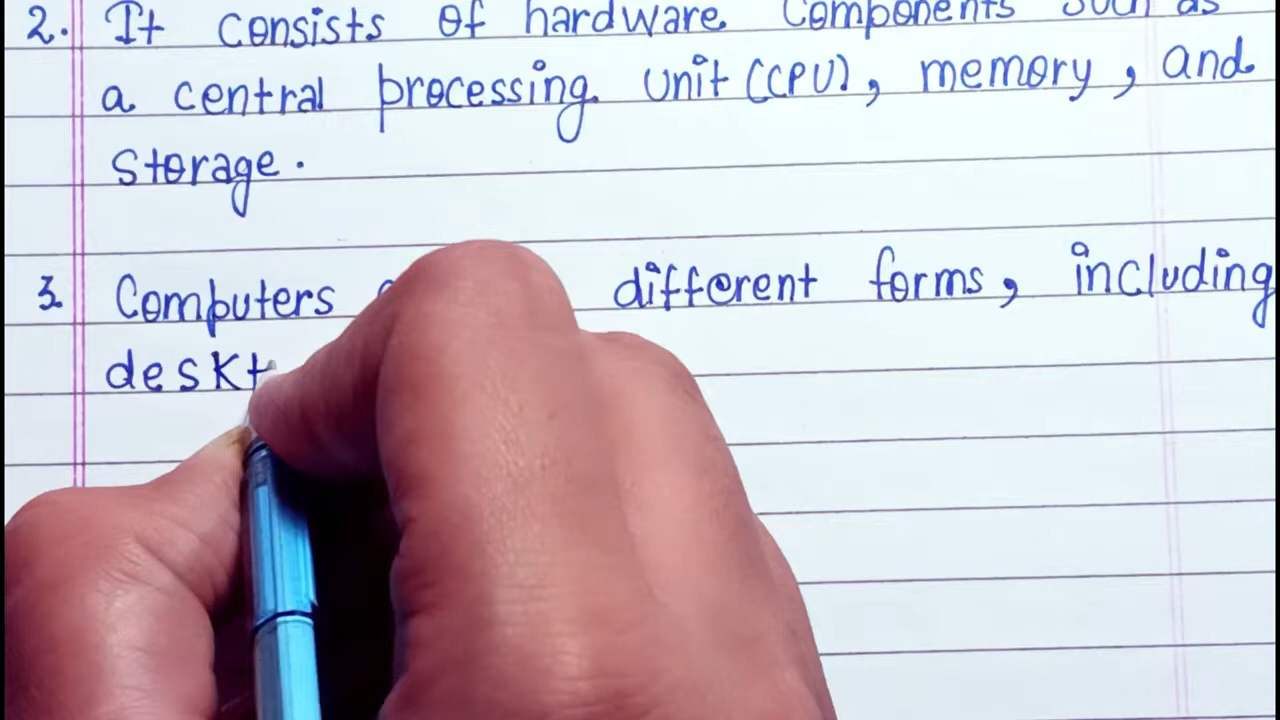 2. It consists of hardware components such as
a central processing unit (CPU), memory, and
storage.
3. Computers different forms, including
deskt